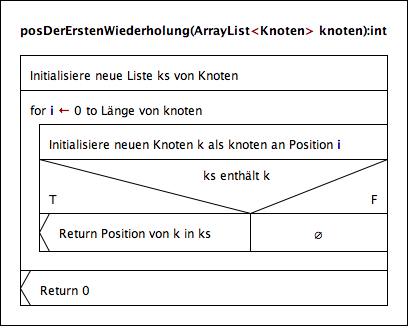 posDerErstenWiederholung(ArrayList<Knoten> knoten):int
Initialisiere neue Liste ks von Knoten
for i ← 0 to Länge von knoten
Initialisiere neuen Knoten k als knoten an Position i
ks enthält k
T F
Return Position von k in ks
∅
Return 0